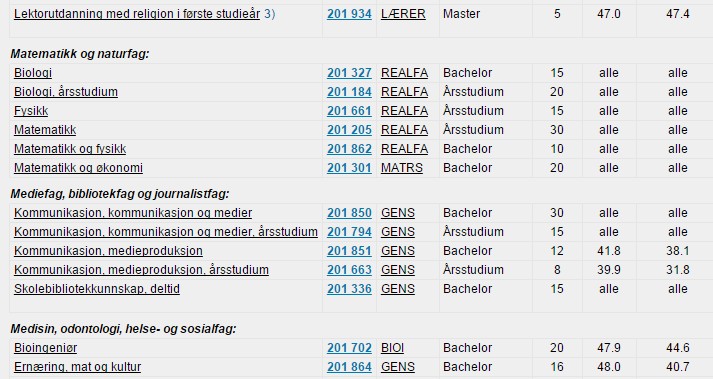 Lektorutdanning med religion i første studieår 3) 201 934 LÆRER Master 5 47.0 47.4
Matematikk og naturfag:
Biologi 201 327 REALFA Bachelor 15 alle alle
Biologi, årsstudium 201 184 REALFA Årsstudium 20 alle alle
Fysikk 201 661 REALFA Årsstudium 15 alle alle
Matematikk 201 205 REALFA Årsstudium 30 alle alle
Matematikk og fysikk 201 862 REALFA Bachelor 10 alle alle
Matematikk og økonomi 201 301 MATRS Bachelor 20 alle alle
Mediefag, bibliotekfag og journalistfag:
Kommunikasjon, kommunikasjon og medier 201 850 GENS Bachelor 30 alle alle
Kommunikasjon, kommunikasjon og medier, årsstudium 201 794 GENS Årsstudium 15 alle alle
Kommunikasjon, medieproduksjon 201 851 GENS Bachelor 12 41.8 38.1
Kommunikasjon, medieproduksjon, årsstudium 201 663 GENS Årsstudium 8 39.9 31.8
Skolebibliotekkunnskap, deltid 201 336 GENS Bachelor 15 alle alle
Medisin, odontologi, helse- og sosialfag:
Bioingeniør 201 702 BIOI Bachelor 20 47.9 44.6
Ernæring, mat og kultur 201 864 GENS Bachelor 16 48.0 40.7